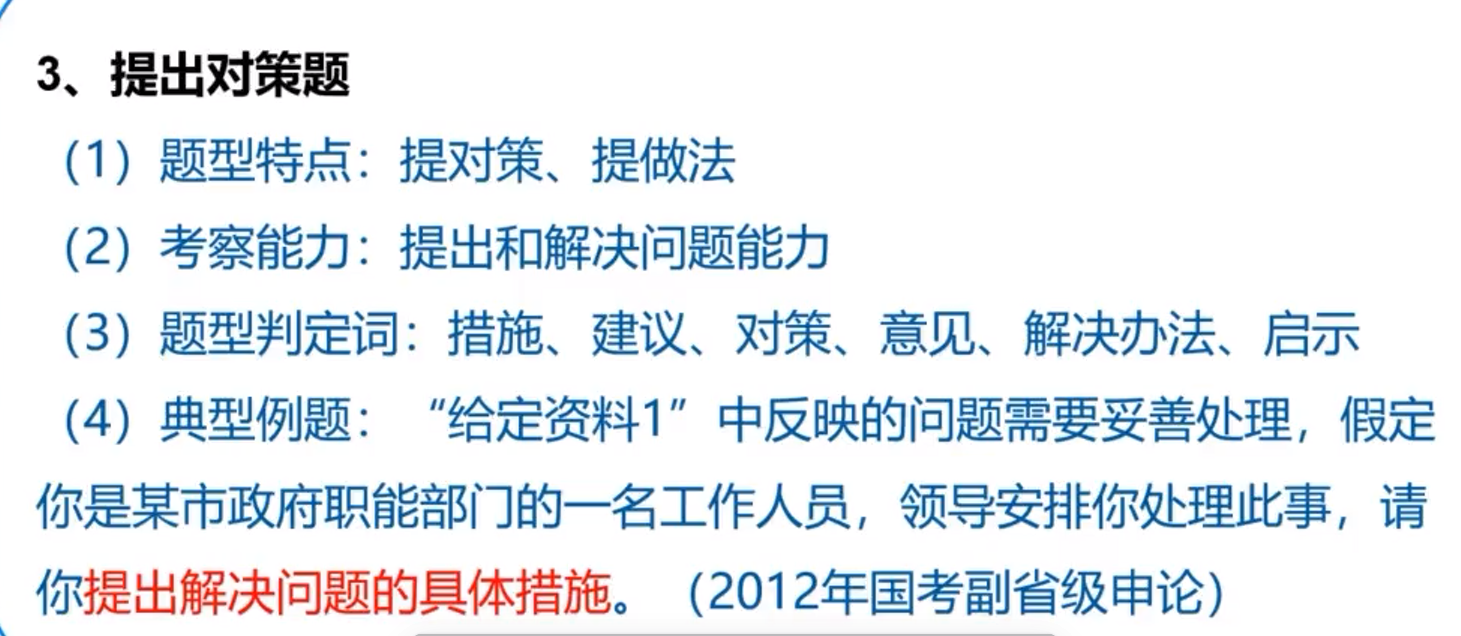 3、提出对策题
（1）题型特点：提对策、提做法
（2）考察能力：提出和解决问题能力
（3）题型判定词：措施、建议、对策、意见、解决办法、启示
（4）典型例题：“给定资料1”中反映的问题需要妥善处理，假定
你是某市政府职能部门的一名工作人员，领导安排你处理此事，请
你提出解决问题的具体措施。（2012年国考副省级申论）